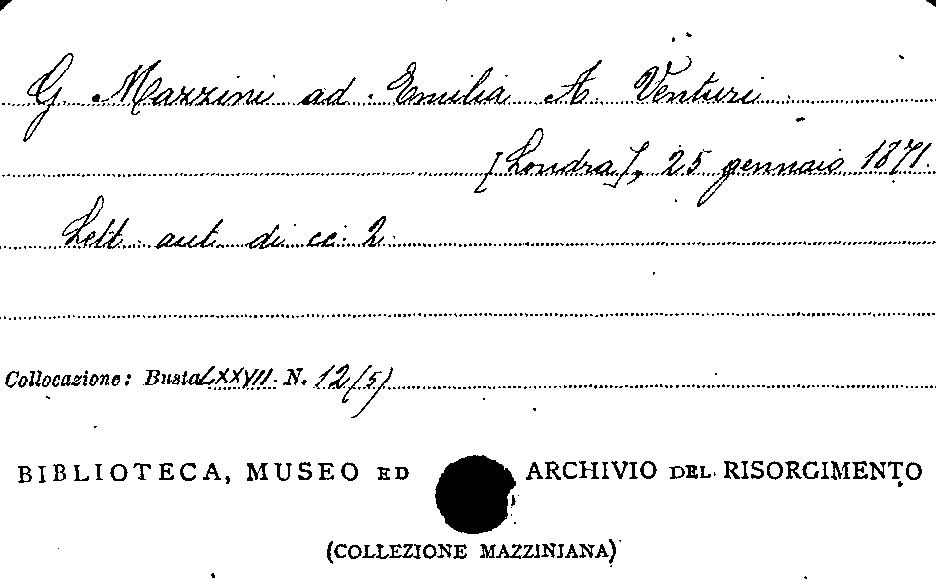 G. Mazzini ad Emilia A. Venturi
[Londra], 25 gennaio 1871.
Lett. aut. di cc. 2.
Collocazione: Busta LXXVII N. 12(5)
BIBLIOTECA, MUSEO ED ARCHIVIO DEL RISORGIMENTO
(COLLEZIONE MAZZINIANA)